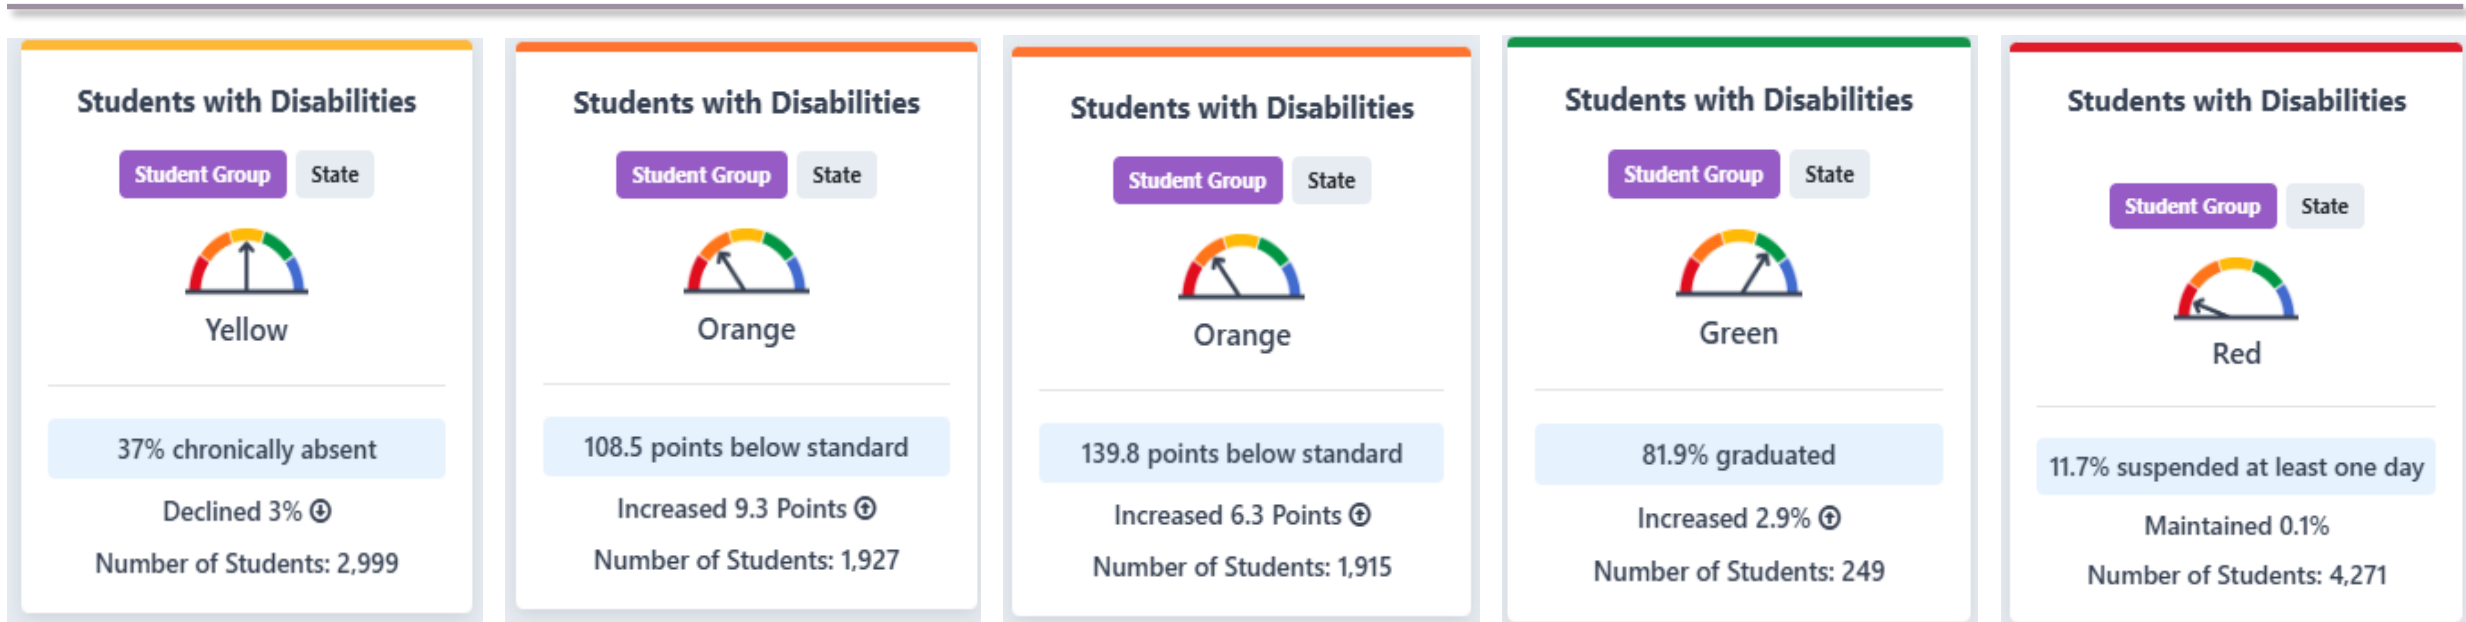 Students with Disabilities
Student Group State
Yellow
37% chronically absent
Declined 3%
Number of Students: 2,999
Students with Disabilities
Student Group State
Orange
108.5 points below standard
Increased 9.3 Points
Number of Students: 1,927
Students with Disabilities
Student Group State
Orange
139.8 points below standard
Increased 6.3 Points
Number of Students: 1,915
Students with Disabilities
Student Group State
Green
81.9% graduated
Increased 2.9%
Number of Students: 249
Students with Disabilities
Student Group State
Red
11.7% suspended at least one day
Maintained 0.1%
Number of Students: 4,271